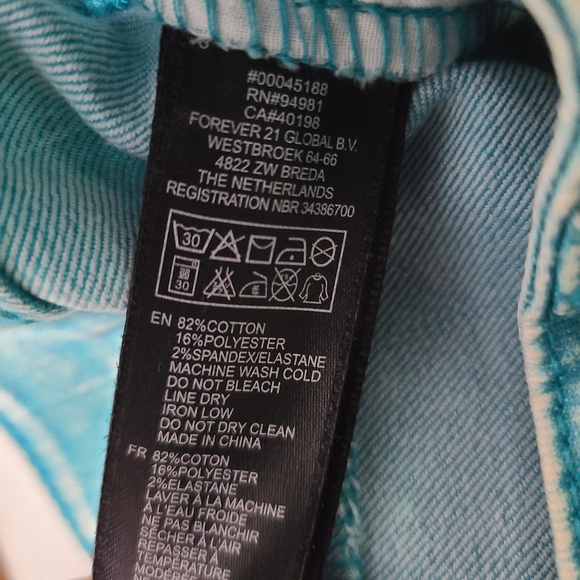 #00045188
RN#94981
CA#40198
FOREVER 21 GLOBAL B.V.
WESTBROEK 64-66
4822 ZW BREDA
THE NETHERLANDS
REGISTRATION NBR 34386700
30
30
EN 82%COTTON
16%POLYESTER
2%SPANDEX/ELASTANE
MACHINE WASH COLD
DO NOT BLEACH
LINE DRY
IRON LOW
DO NOT DRY CLEAN
MADE IN CHINA
FR 82%COTON
16%POLYESTER
2%ELASTANE
LAVER À LA MACHINE
À L'EAU FROIDE
NE PAS BLANCHIR
SÉCHER À L'AIR
REPASSER À
TEMPÉRATURE